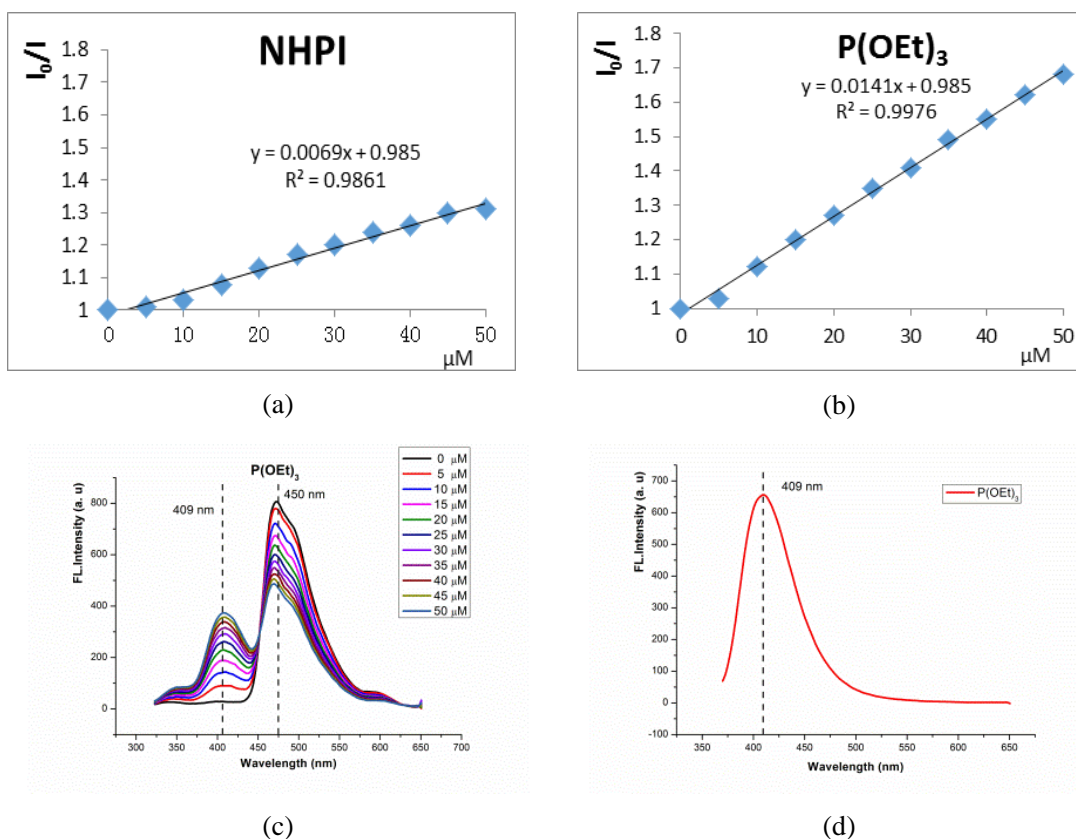 NHPI
I₀/I
1.8
1.7
1.6
1.5
1.4
1.3
1.2
1.1
1
y = 0.0069x + 0.985
R² = 0.9861
0 10 20 30 40 50
μM
(a)
P(OEt)₃
I₀/I
1.8
1.7
1.6
1.5
1.4
1.3
1.2
1.1
1
y = 0.0141x + 0.985
R² = 0.9976
0 10 20 30 40 50
μM
(b)
P(OEt)₃
409 nm
450 nm
0 μM
5 μM
10 μM
15 μM
20 μM
25 μM
30 μM
35 μM
40 μM
45 μM
50 μM
FL.Intensity (a. u)
800
600
400
200
0
300 350 400 450 500 550 600 650 700
Wavelength (nm)
(c)
409 nm
P(OEt)₃
FL.Intensity (a. u)
700
600
500
400
300
200
100
0
-100
350 400 450 500 550 600 650
Wavelength (nm)
(d)